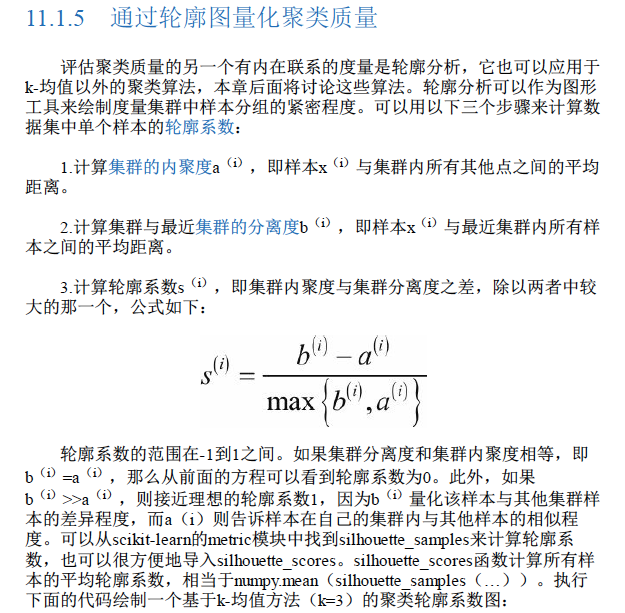 11.1.5 通过轮廓图量化聚类质量
评估聚类质量的另一个有内在联系的度量是轮廓分析，它也可以应用于
k-均值以外的聚类算法，本章后面将讨论这些算法。轮廓分析可以作为图形
工具来绘制度量集群中样本分组的紧密程度。可以用以下三个步骤来计算数
据集中单个样本的轮廓系数：
1.计算集群的内聚度a（i），即样本x（i）与集群内所有其他点之间的平均
距离。
2.计算集群与最近集群的分离度b（i），即样本x（i）与最近集群内所有样
本之间的平均距离。
3.计算轮廓系数s（i），即集群内聚度与集群分离度之差，除以两者中较
大的那一个，公式如下：
s^(i) = (b^(i) − a^(i)) / max{b^(i), a^(i)}
轮廓系数的范围在-1到1之间。如果集群分离度和集群内聚度相等，即
b（i）=a（i），那么从前面的方程可以看到轮廓系数为0。此外，如果
b（i）>>a（i），则接近理想的轮廓系数1，因为b（i）量化该样本与其他集群样
本的差异程度，而a（i）则告诉样本在自己的集群内与其他样本的相似程
度。可以从scikit-learn的metric模块中找到silhouette_samples来计算轮廓系
数，也可以很方便地导入silhouette_scores。silhouette_scores函数计算所有样
本的平均轮廓系数，相当于numpy.mean（silhouette_samples（…））。执行
下面的代码绘制一个基于k-均值方法（k=3）的聚类轮廓系数图：